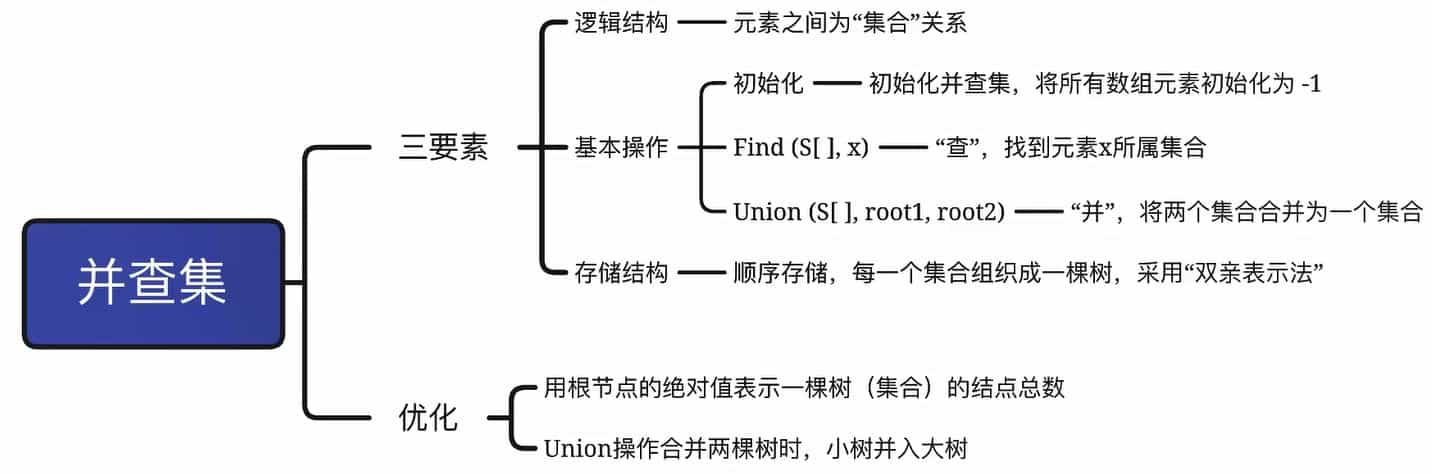 并查集
三要素
逻辑结构
元素之间为“集合”关系
基本操作
初始化
初始化并查集，将所有数组元素初始化为 -1
Find (S[ ], x)
“查”，找到元素x所属集合
Union (S[ ], root1, root2)
“并”，将两个集合合并为一个集合
存储结构
顺序存储，每一个集合组织成一棵树，采用“双亲表示法”
优化
用根节点的绝对值表示一棵树（集合）的结点总数
Union操作合并两棵树时，小树并入大树